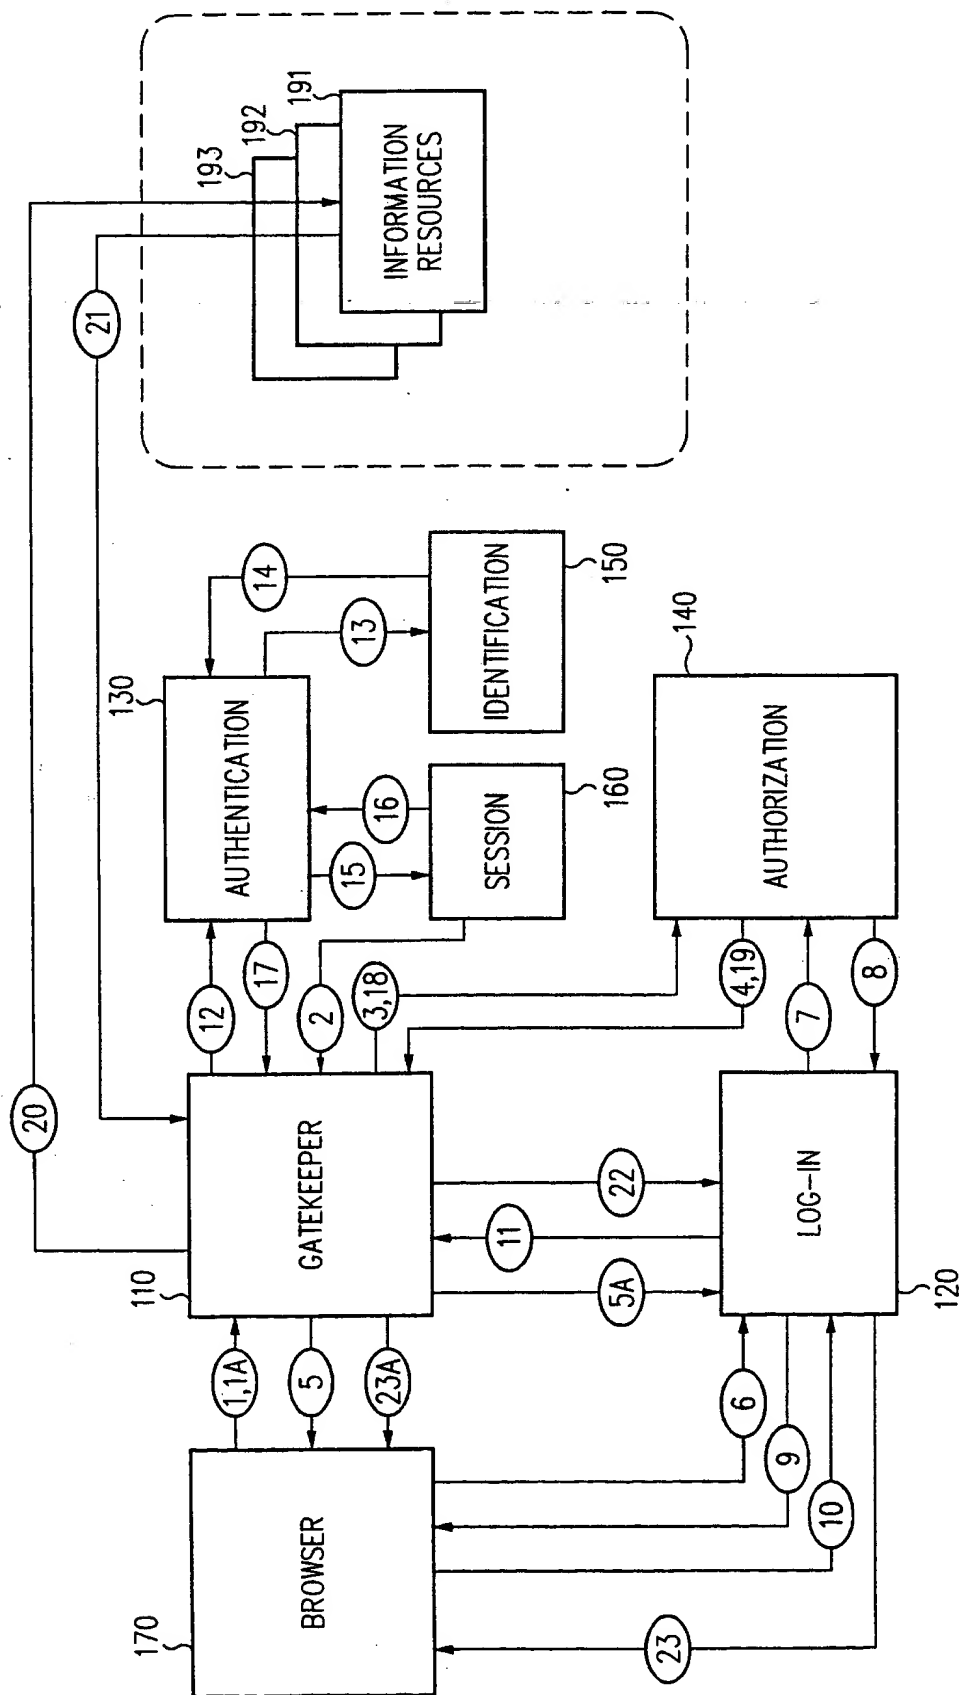 170
BROWSER
1,1A
5
23A
6
9
10
23
110
GATEKEEPER
20
21
12
17
2
3,18
4,19
5A
11
22
LOG-IN
120
7
8
130
AUTHENTICATION
15
16
SESSION
160
13
14
IDENTIFICATION
150
140
AUTHORIZATION
193
192
191
INFORMATION
RESOURCES